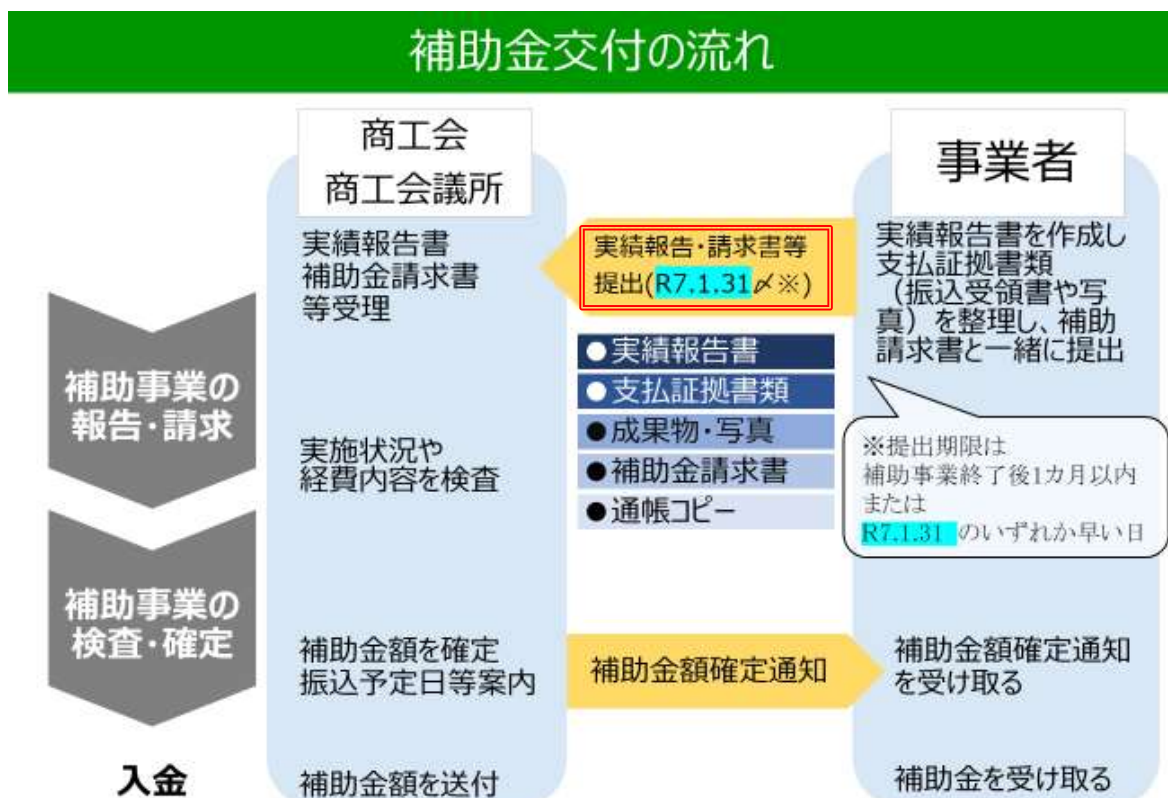 補助金交付の流れ
商工会
商工会議所
事業者
補助事業の
報告・請求
実績報告書
補助金請求書
等受理
実績報告・請求書等
提出(R7.1.31〆※)
実績報告書を作成し
支払証拠書類
（振込受領書や写
真）を整理し、補助
請求書と一緒に提出
●実績報告書
●支払証拠書類
●成果物・写真
●補助金請求書
●通帳コピー
※提出期限は
補助事業終了後1カ月以内
または
R7.1.31 のいずれか早い日
実施状況や
経費内容を検査
補助事業の
検査・確定
補助金額を確定
振込予定日等案内
補助金額確定通知
補助金額確定通知
を受け取る
入金
補助金額を送付
補助金を受け取る